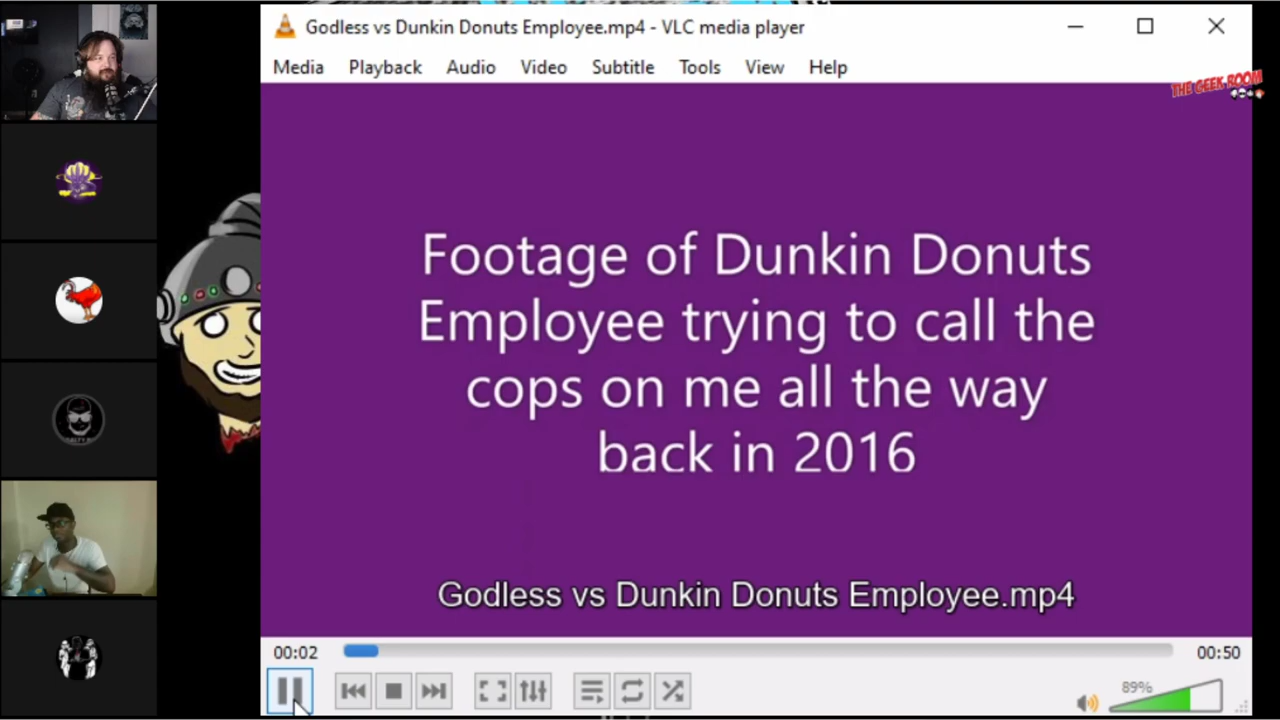 Godless vs Dunkin Donuts Employee.mp4 - VLC media player
Media Playback Audio Video Subtitle Tools View Help
THE GEEK ROOM
Footage of Dunkin Donuts
Employee trying to call the
cops on me all the way
back in 2016
Godless vs Dunkin Donuts Employee.mp4
00:02
00:50
89%